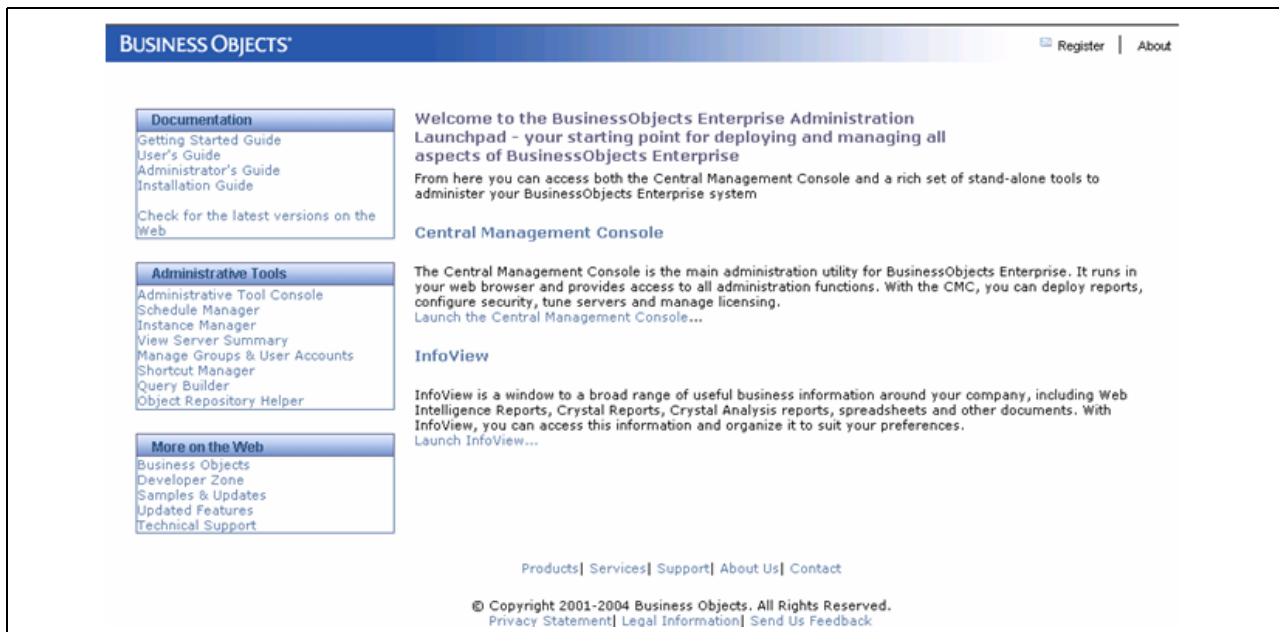 BUSINESS OBJECTS
Register | About
Documentation
Getting Started Guide
User's Guide
Administrator's Guide
Installation Guide
Check for the latest versions on the
Web
Administrative Tools
Administrative Tool Console
Schedule Manager
Instance Manager
View Server Summary
Manage Groups & User Accounts
Shortcut Manager
Query Builder
Object Repository Helper
More on the Web
Business Objects
Developer Zone
Samples & Updates
Updated Features
Technical Support
Welcome to the BusinessObjects Enterprise Administration
Launchpad - your starting point for deploying and managing all
aspects of BusinessObjects Enterprise
From here you can access both the Central Management Console and a rich set of stand-alone tools to
administer your BusinessObjects Enterprise system
Central Management Console
The Central Management Console is the main administration utility for BusinessObjects Enterprise. It runs in
your web browser and provides access to all administration functions. With the CMC, you can deploy reports,
configure security, tune servers and manage licensing.
Launch the Central Management Console...
InfoView
InfoView is a window to a broad range of useful business information around your company, including Web
Intelligence Reports, Crystal Reports, Crystal Analysis reports, spreadsheets and other documents. With
InfoView, you can access this information and organize it to suit your preferences.
Launch InfoView...
Products| Services| Support| About Us| Contact
© Copyright 2001-2004 Business Objects. All Rights Reserved.
Privacy Statement| Legal Information| Send Us Feedback